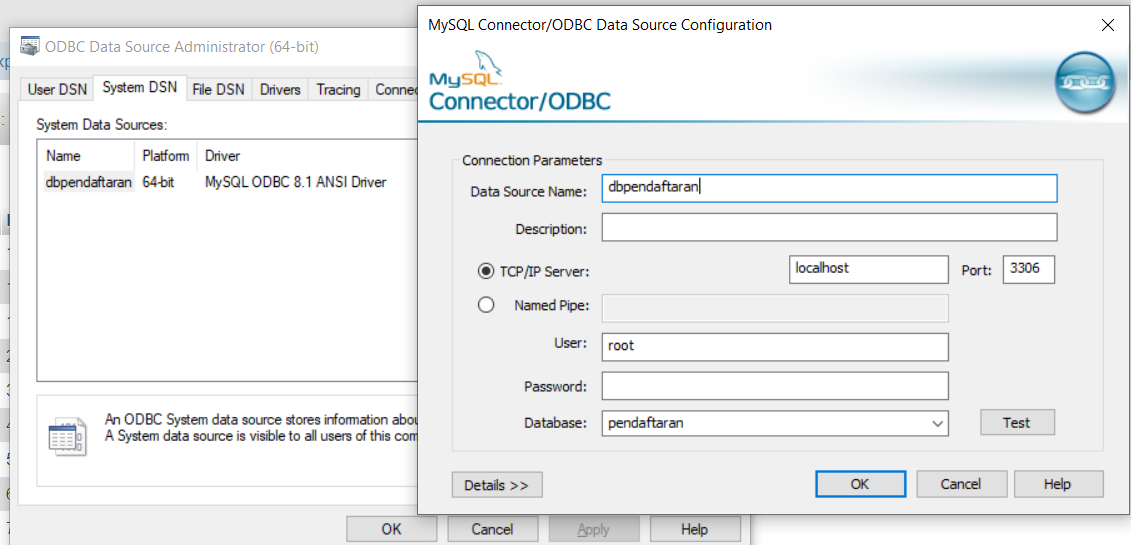 ODBC Data Source Administrator (64-bit)
User DSN System DSN File DSN Drivers Tracing
System Data Sources:
Name Platform Driver
dbpendaftaran 64-bit MySQL ODBC 8.1 ANSI Driver
An ODBC System data source stores information
A System data source is visible to all users of this
OK Cancel Apply Help
MySQL Connector/ODBC Data Source Configuration
MySQL
Connector/ODBC
Connection Parameters
Data Source Name: dbpendaftaran
Description:
TCP/IP Server: localhost Port: 3306
Named Pipe:
User: root
Password:
Database: pendaftaran Test
Details >> OK Cancel Help